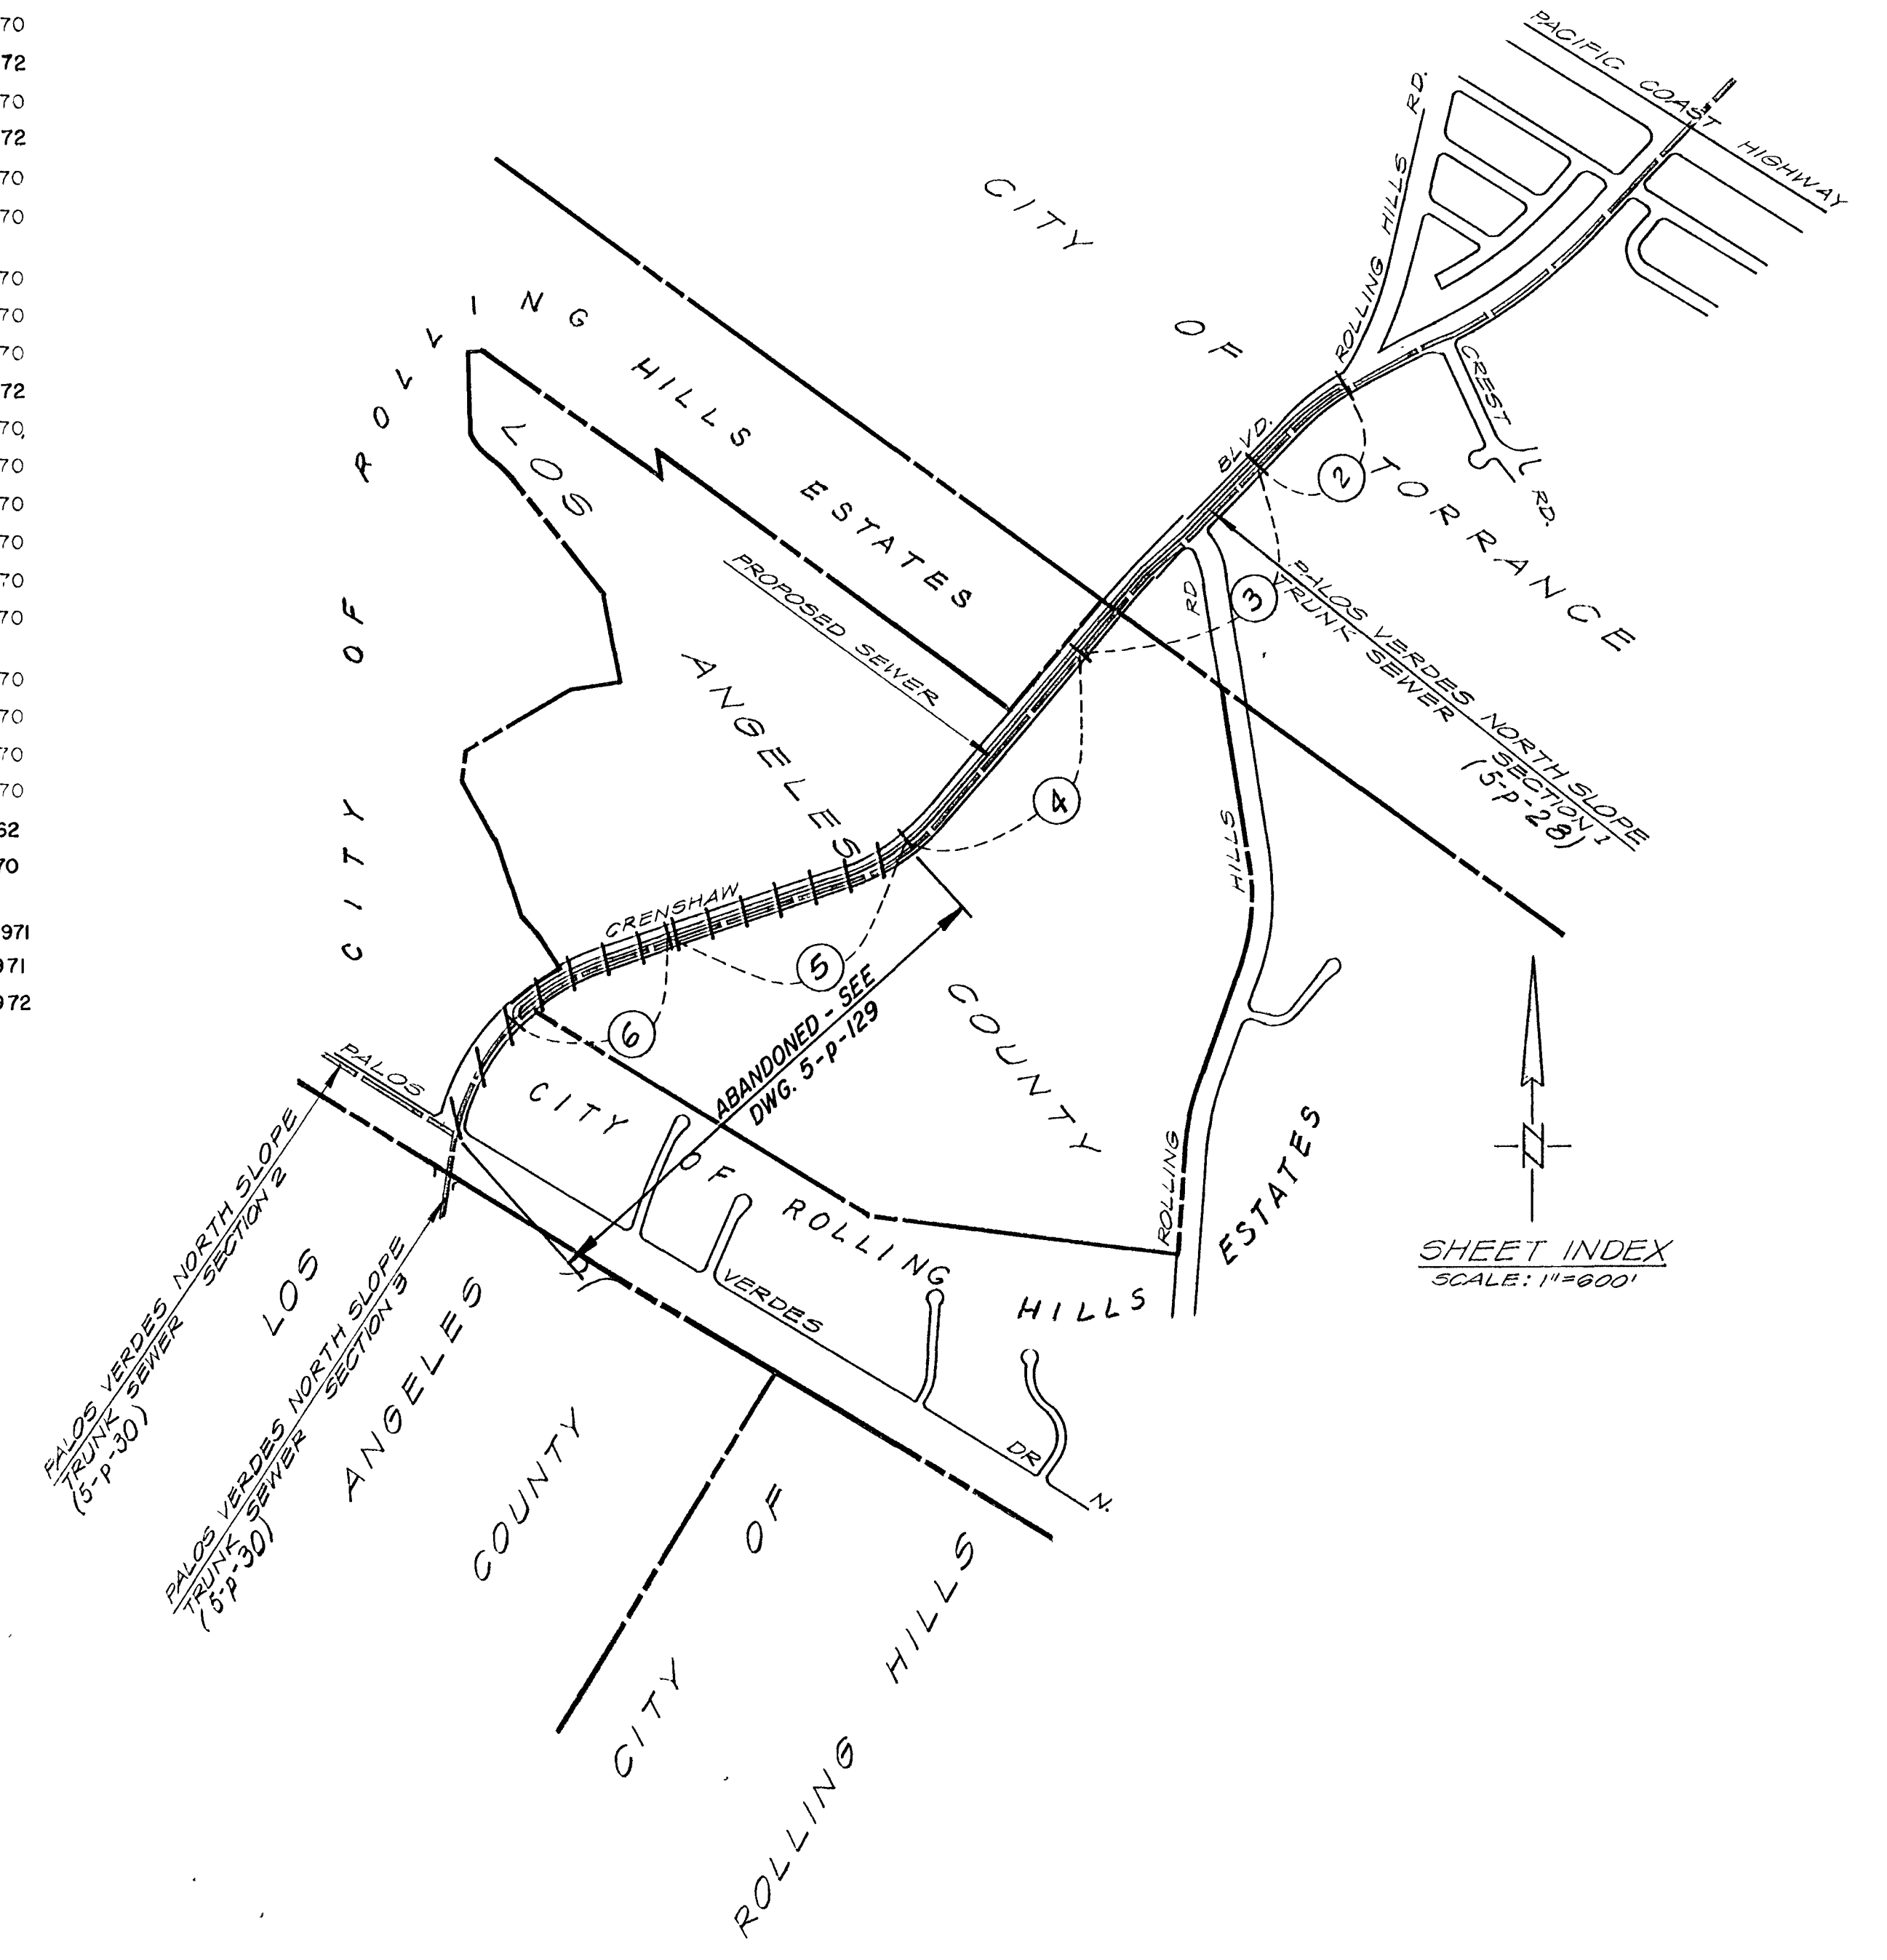 70
72
70
72
70
70
70
70
70
72
70,
70
70
70
70
70
70
70
70
70
62
70
971
971
972
PACIFIC COAST HIGHWAY
ROLLING HILLS RD.
CREST RD.
CITY OF TORRANCE
BLVD.
2
3
4
5
6
PALOS VERDES NORTH SLOPE
TRUNK SEWER SECTION 1
(5-p-28)
CITY OF ROLLING HILLS ESTATES
LOS ANGELES COUNTY
PROPOSED SEWER
CRENSHAW
ABANDONED - SEE
DWG. 5-p-129
ROLLING HILLS RD
CITY OF ROLLING HILLS ESTATES
PALOS VERDES DR N.
PALOS VERDES NORTH SLOPE
TRUNK SEWER SECTION 2
(5-p-30)
PALOS VERDES NORTH SLOPE
TRUNK SEWER SECTION 3
(5-p-30)
LOS ANGELES COUNTY
CITY OF ROLLING HILLS
N
SHEET INDEX
SCALE: 1"=600'